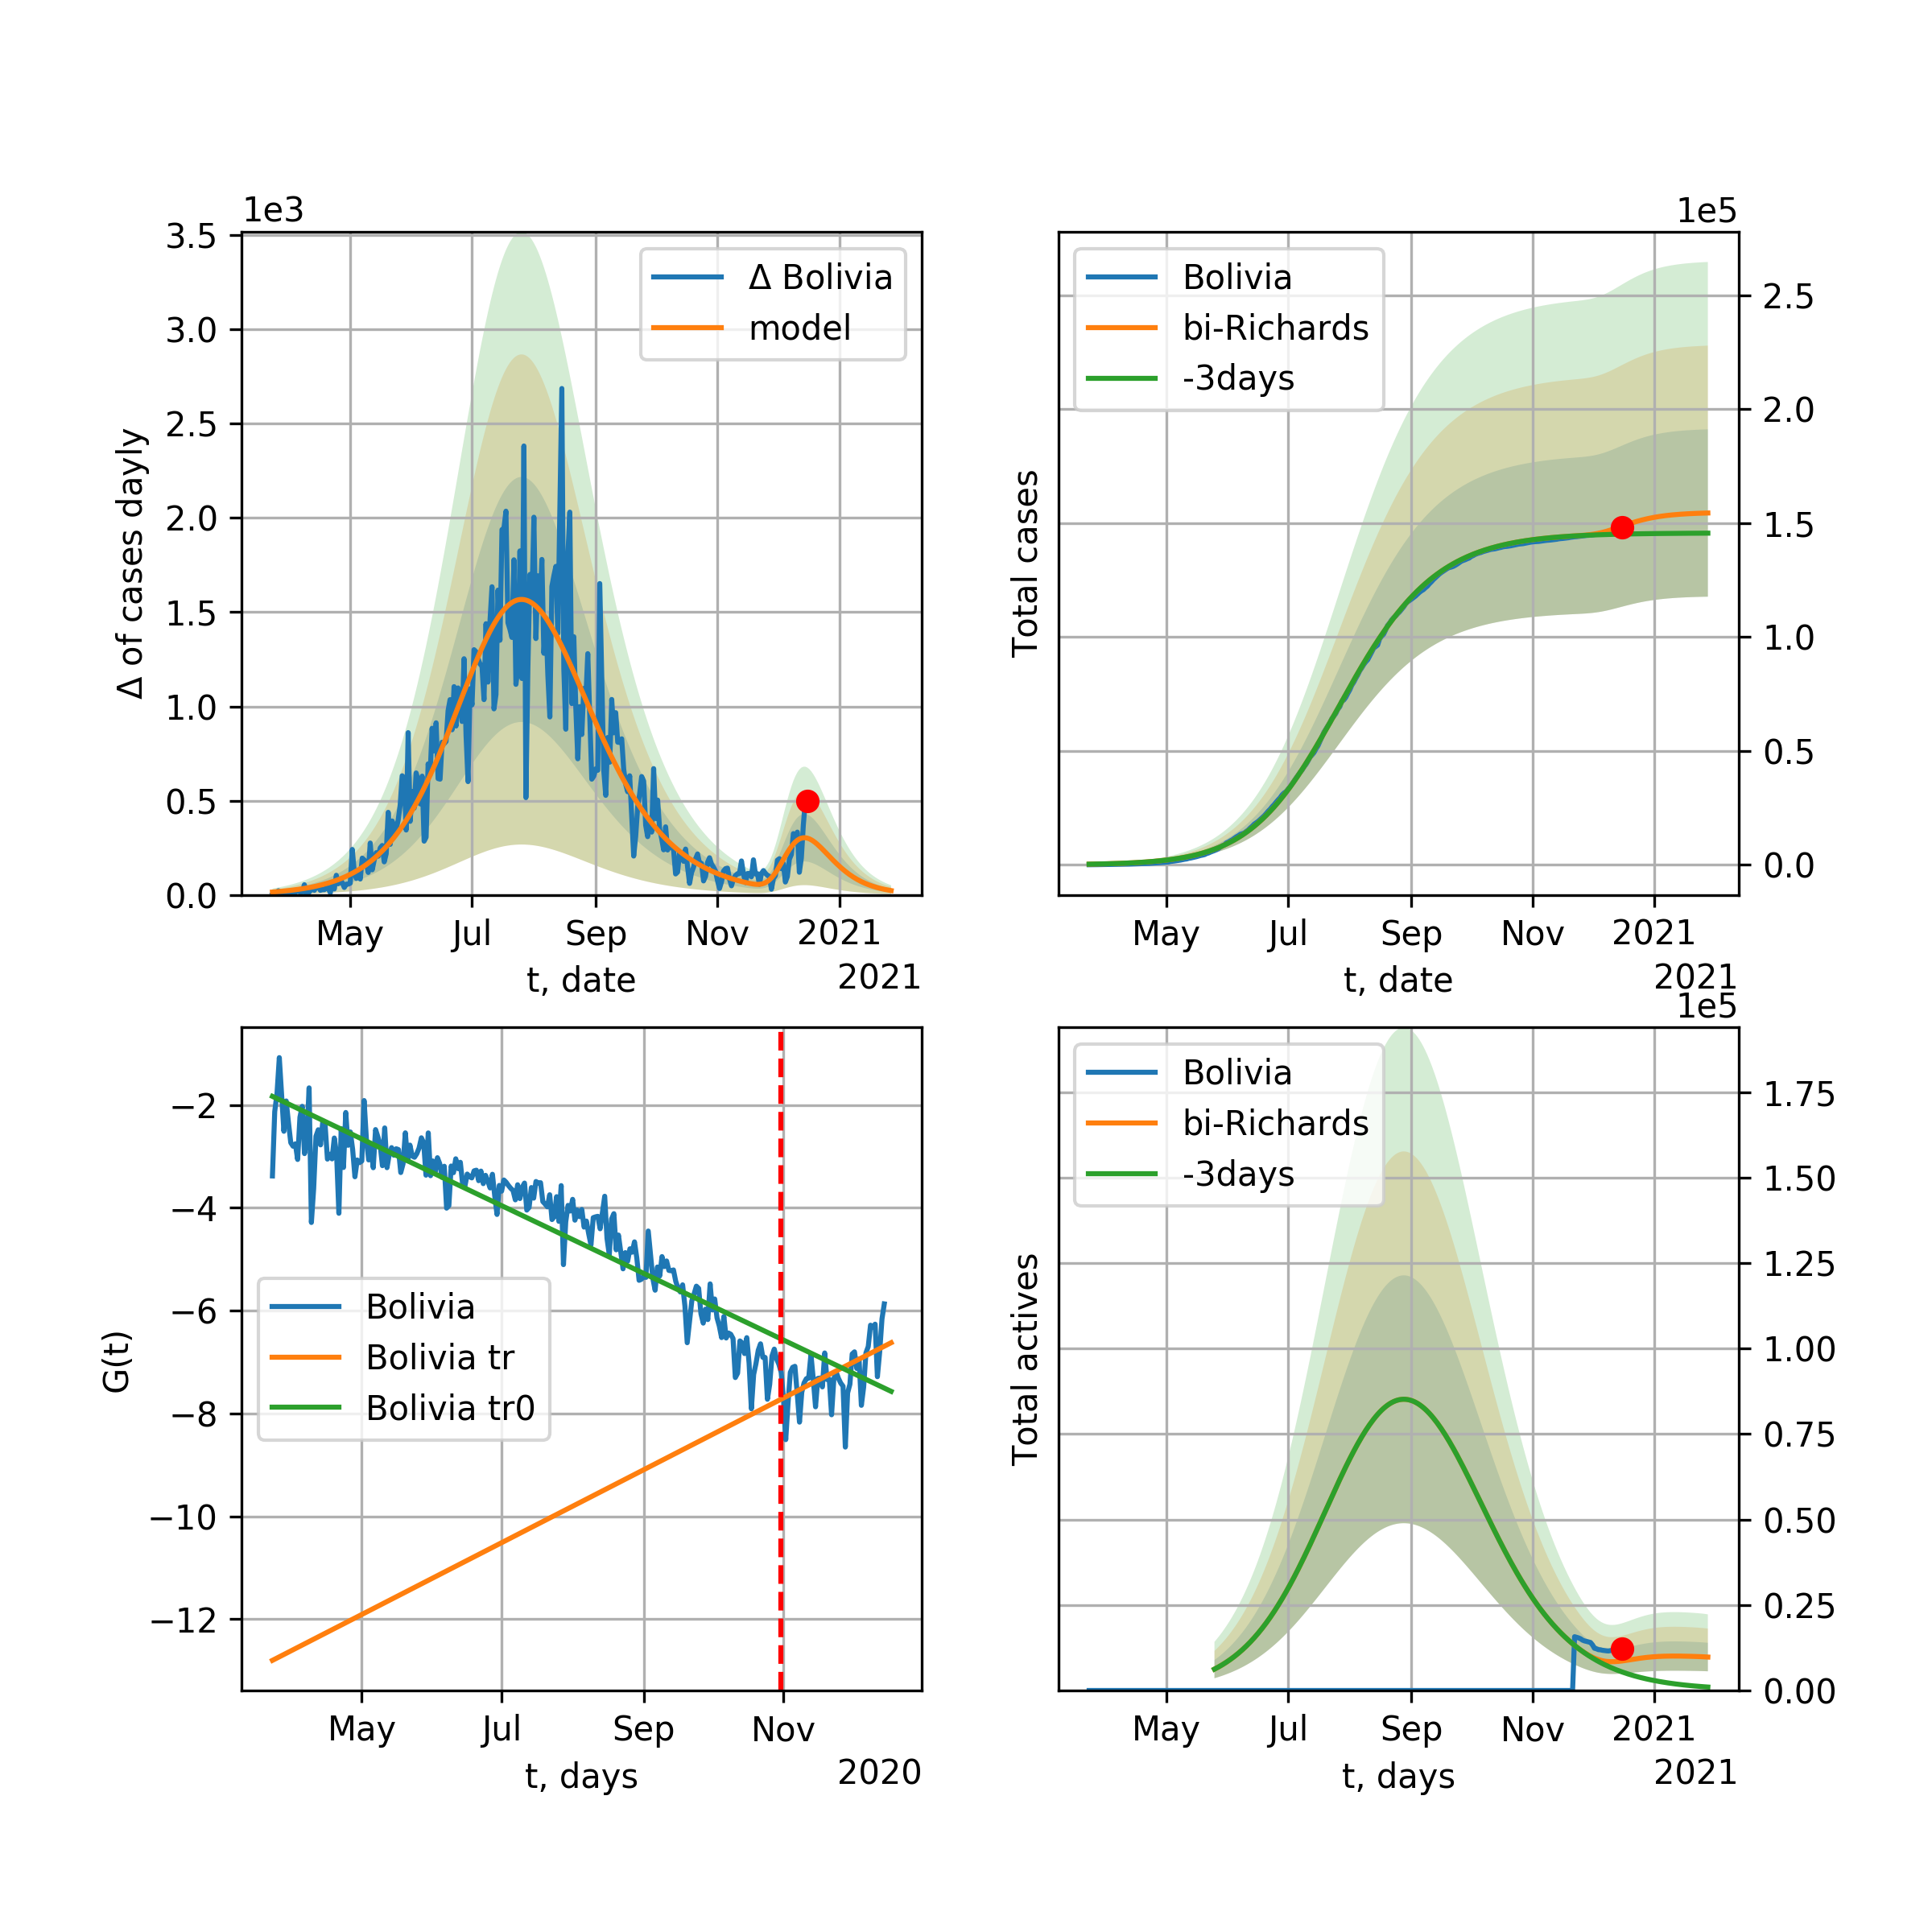 1e3
3.5
3.0
2.5
2.0
1.5
1.0
0.5
0.0
Δ of cases dayly
Δ Bolivia
model
May Jul Sep Nov 2021
t, date
2021
1e5
Total cases
Bolivia
bi-Richards
-3days
2.5
2.0
1.5
1.0
0.5
0.0
May Jul Sep Nov 2021
t, date
2021
−2
−4
−6
−8
−10
−12
G(t)
Bolivia
Bolivia tr
Bolivia tr0
May Jul Sep Nov
t, days
2020
1e5
Total actives
Bolivia
bi-Richards
-3days
1.75
1.50
1.25
1.00
0.75
0.50
0.25
0.00
May Jul Sep Nov 2021
t, days
2021